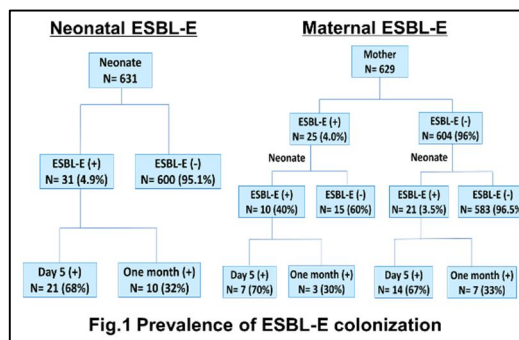 Neonatal ESBL-E
Maternal ESBL-E
Neonate
N= 631
ESBL-E (+)
N= 31 (4.9%)
ESBL-E (-)
N= 600 (95.1%)
Day 5 (+)
N= 21 (68%)
One month (+)
N= 10 (32%)
Mother
N= 629
ESBL-E (+)
N= 25 (4.0%)
ESBL-E (-)
N= 604 (96%)
Neonate
Neonate
ESBL-E (+)
N= 10 (40%)
ESBL-E (-)
N= 15 (60%)
ESBL-E (+)
N= 21 (3.5%)
ESBL-E (-)
N= 583 (96.5%)
Day 5 (+)
N= 7 (70%)
One month (+)
N= 3 (30%)
Day 5 (+)
N= 14 (67%)
One month (+)
N= 7 (33%)
Fig.1 Prevalence of ESBL-E colonization